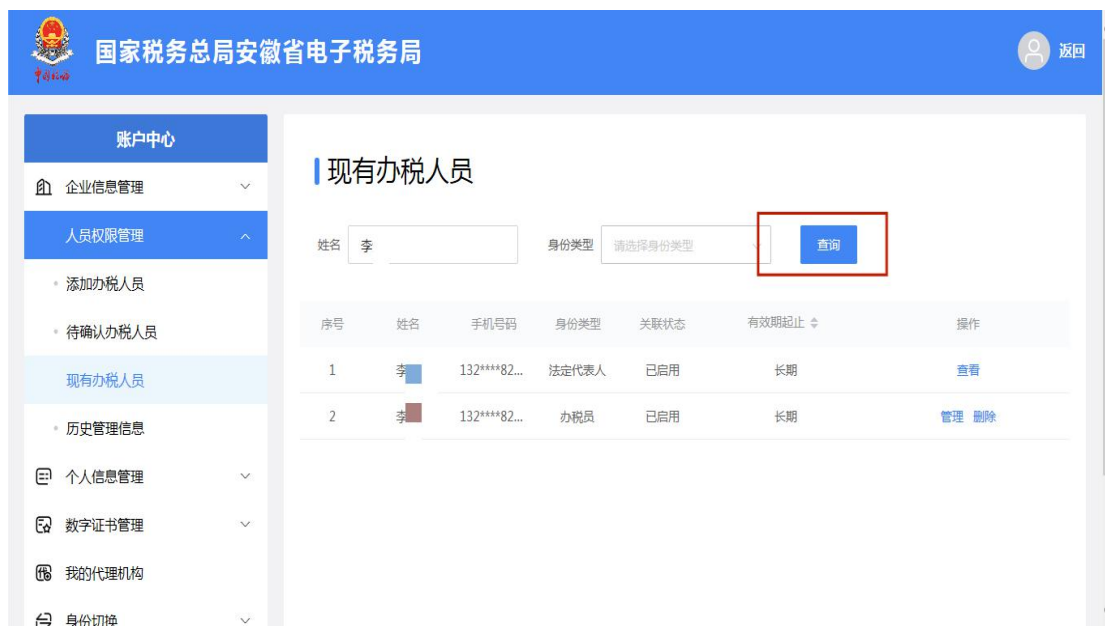 国家税务总局安徽省电子税务局
返回
账户中心
企业信息管理
人员权限管理
添加办税人员
待确认办税人员
现有办税人员
历史管理信息
个人信息管理
数字证书管理
我的代理机构
身份切换
现有办税人员
姓名 李 身份类型 请选择身份类型 查询
序号 姓名 手机号码 身份类型 关联状态 有效期起止 操作
1 李 132****82... 法定代表人 已启用 长期 查看
2 李 132****82... 办税员 已启用 长期 管理 删除